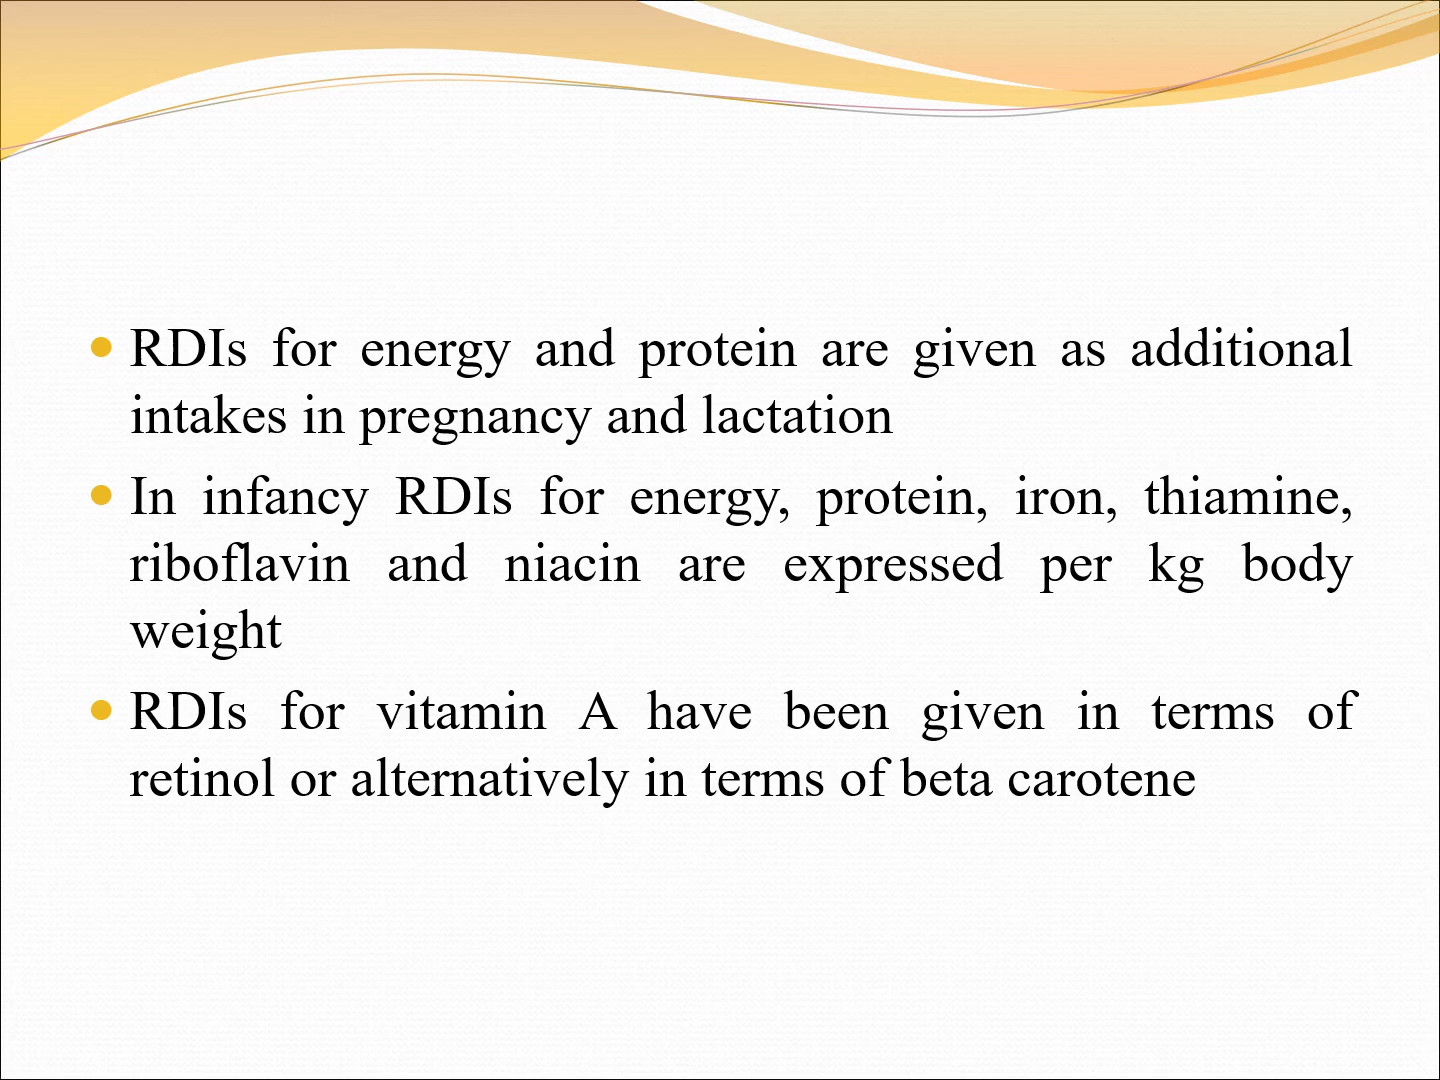 • RDIs for energy and protein are given as additional
intakes in pregnancy and lactation
• In infancy RDIs for energy, protein, iron, thiamine,
riboflavin and niacin are expressed per kg body
weight
• RDIs for vitamin A have been given in terms of
retinol or alternatively in terms of beta carotene